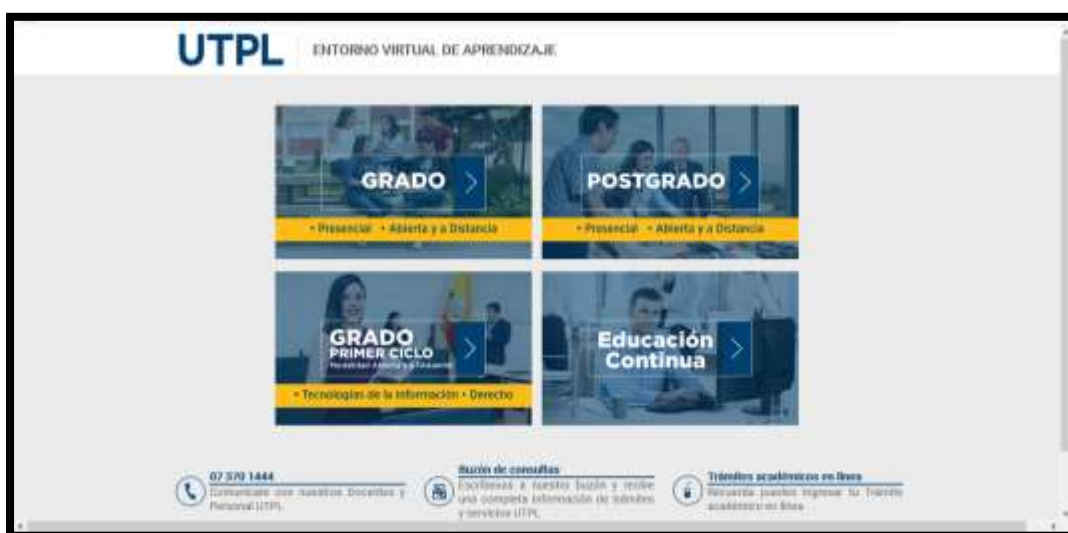 UTPL ENTORNO VIRTUAL DE APRENDIZAJE
GRADO
• Presencial • Abierta y a Distancia
POSTGRADO
• Presencial • Abierta y a Distancia
GRADO
PRIMER CICLO
Modalidad Abierta y a Distancia
• Tecnologías de la Información • Derecho
Educación
Continua
07 370 1444
Comunícate con nuestros Docentes y
Personal UTPL
Buzón de consultas
Escríbenos a nuestro buzón y recibe
una completa información de trámites
y servicios UTPL
Trámites académicos en línea
Recuerda puedes ingresar tu Trámite
académico en línea